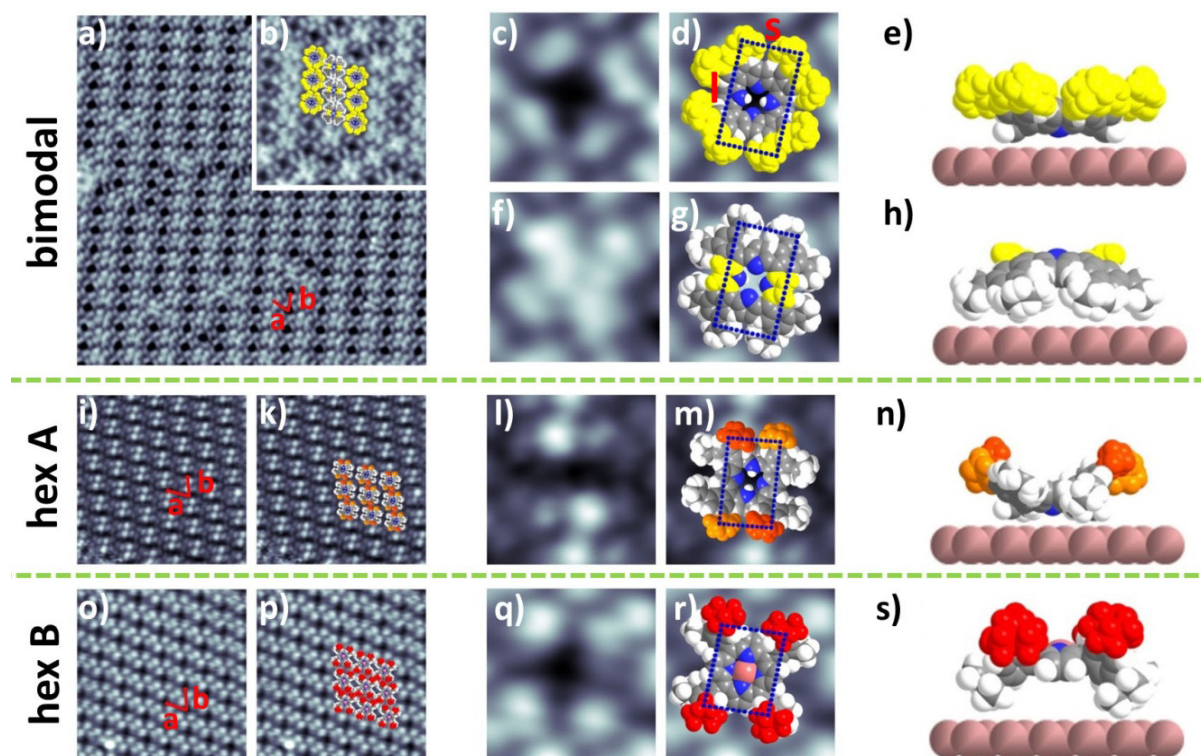 bimodal
a)
b)
a b
c)
d)
S
l
e)
f)
g)
h)
hex A
i)
k)
a b
l)
m)
n)
hex B
o)
p)
a b
q)
r)
s)